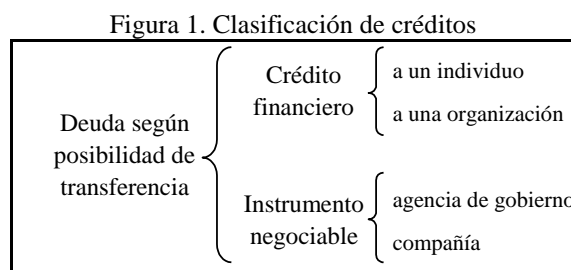 Figura 1. Clasificación de créditos
Deuda según
posibilidad de
transferencia
Crédito
financiero
a un individuo
a una organización
Instrumento
negociable
agencia de gobierno
compañía